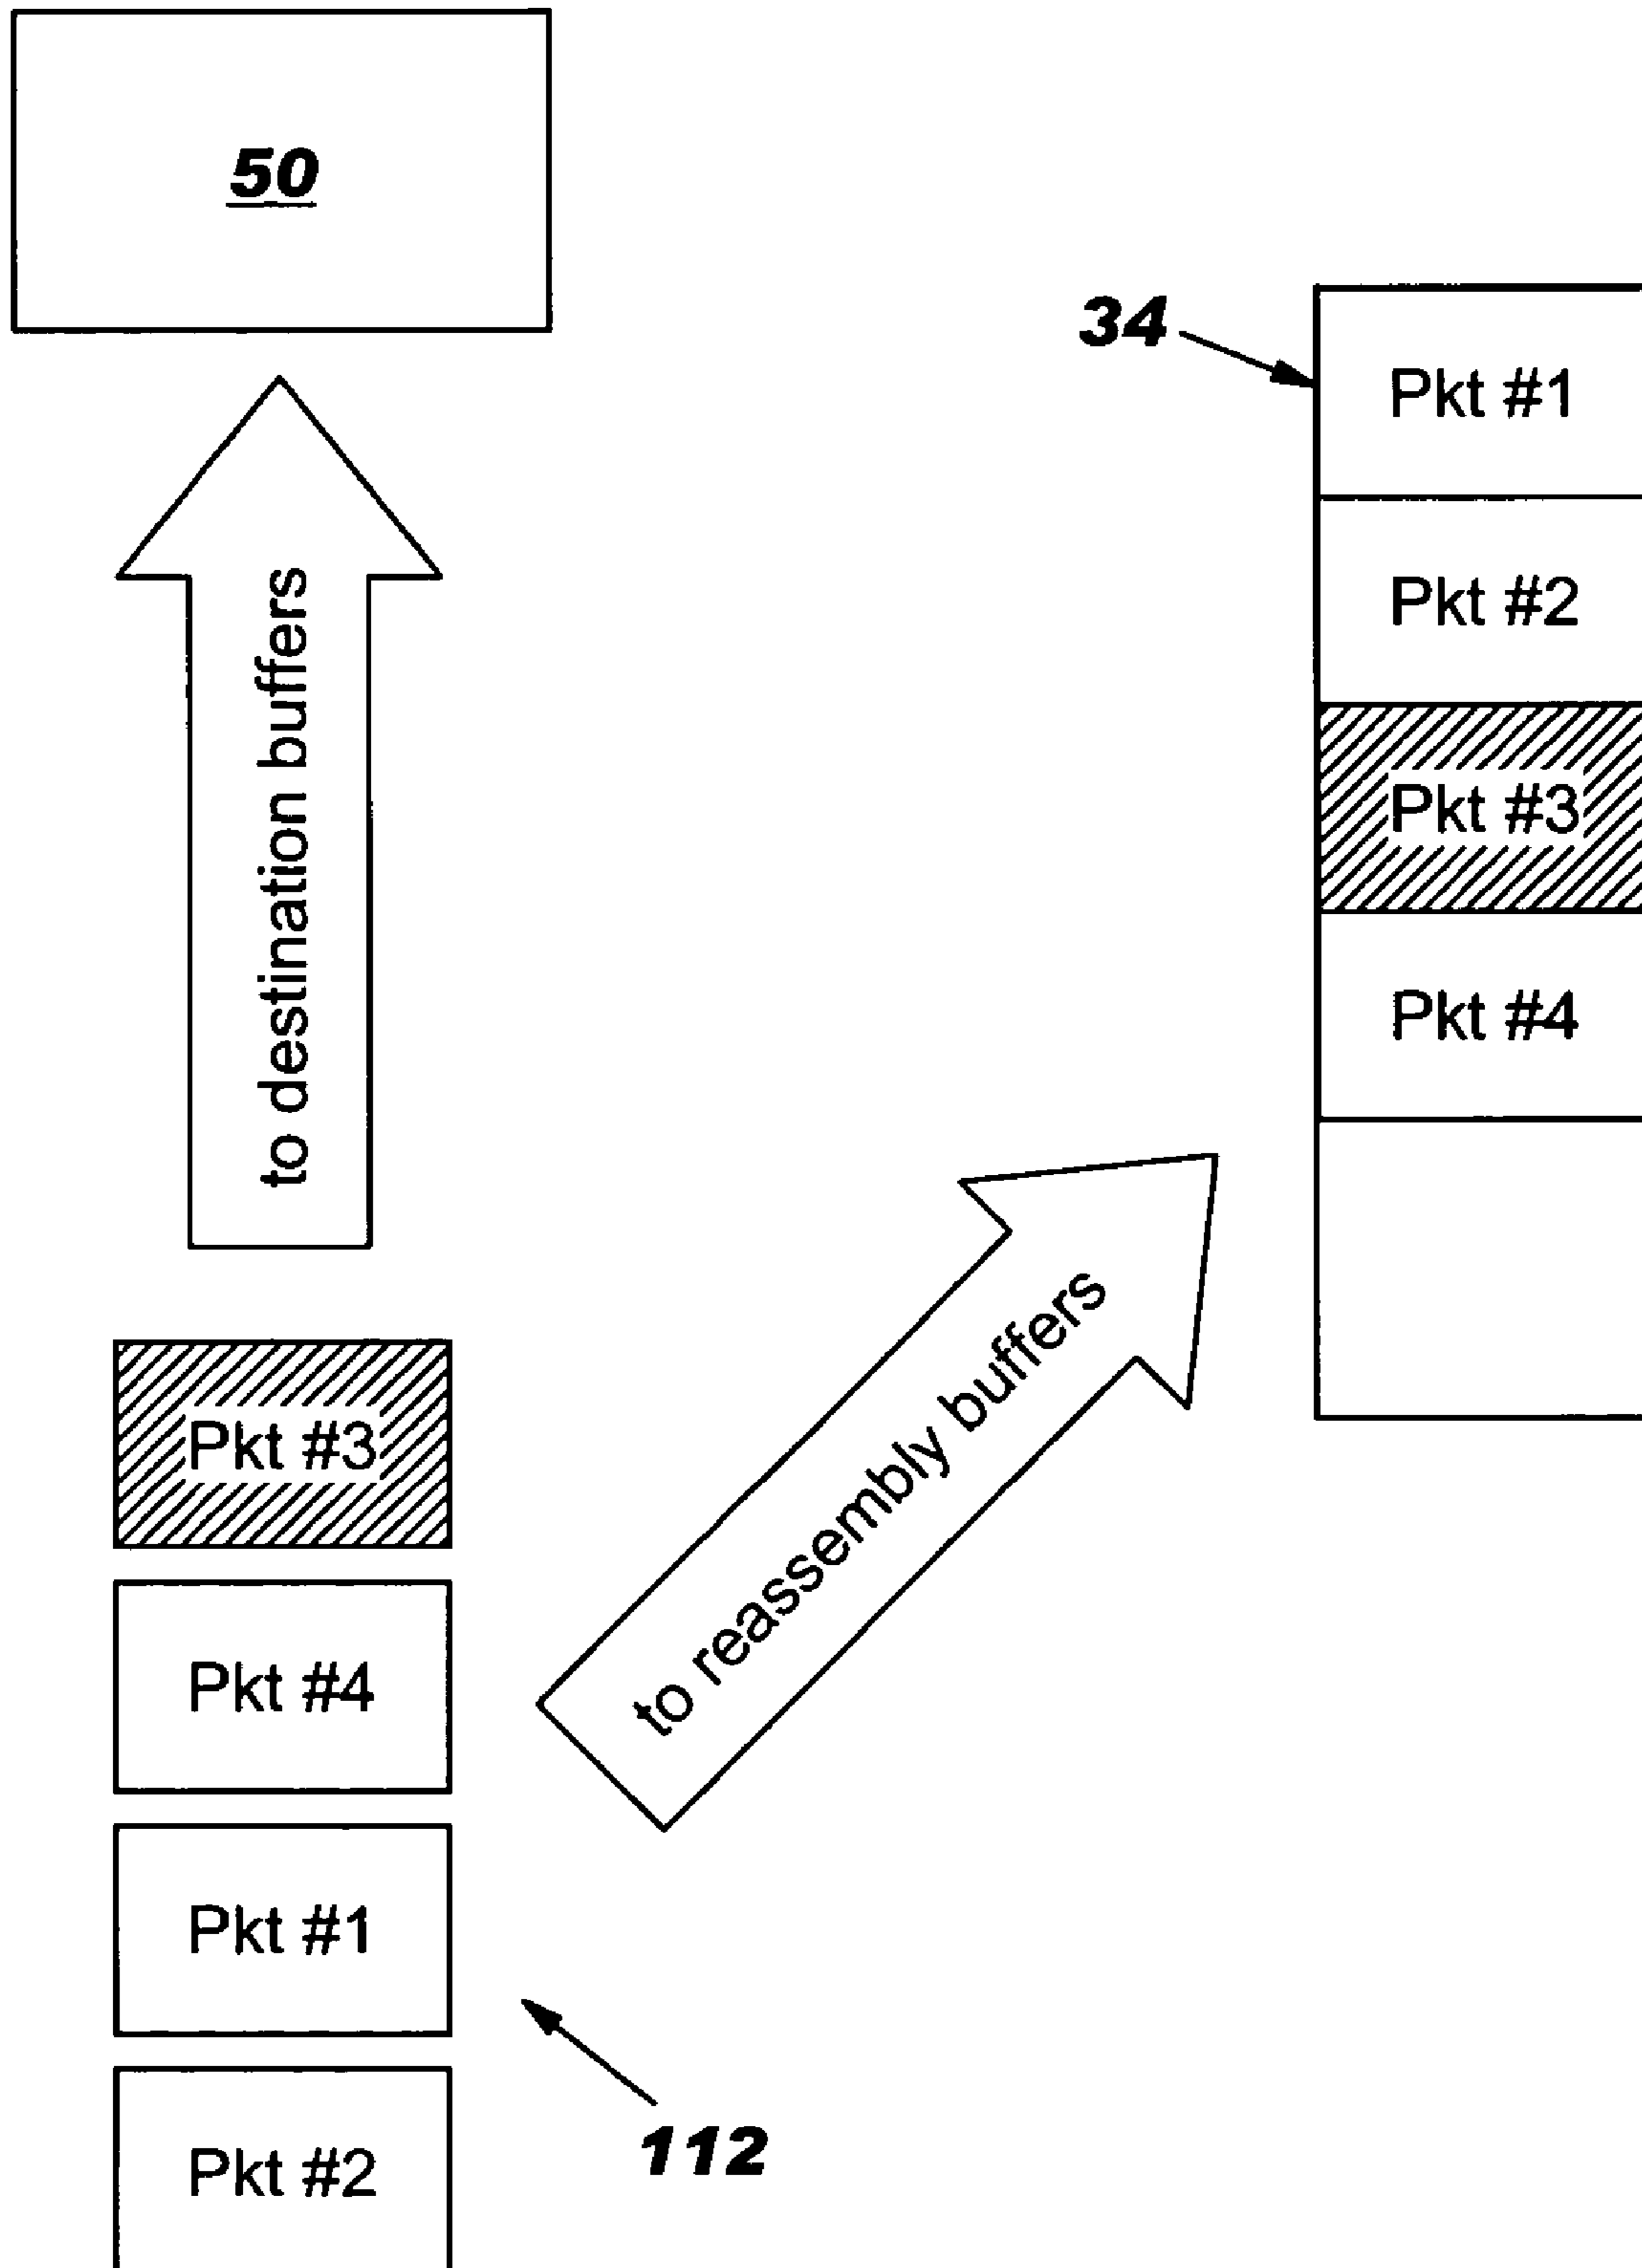 50
34
Pkt #1
Pkt #2
Pkt #3
Pkt #4
to destination buffers
to reassembly buffers
Pkt #3
Pkt #4
Pkt #1
Pkt #2
112